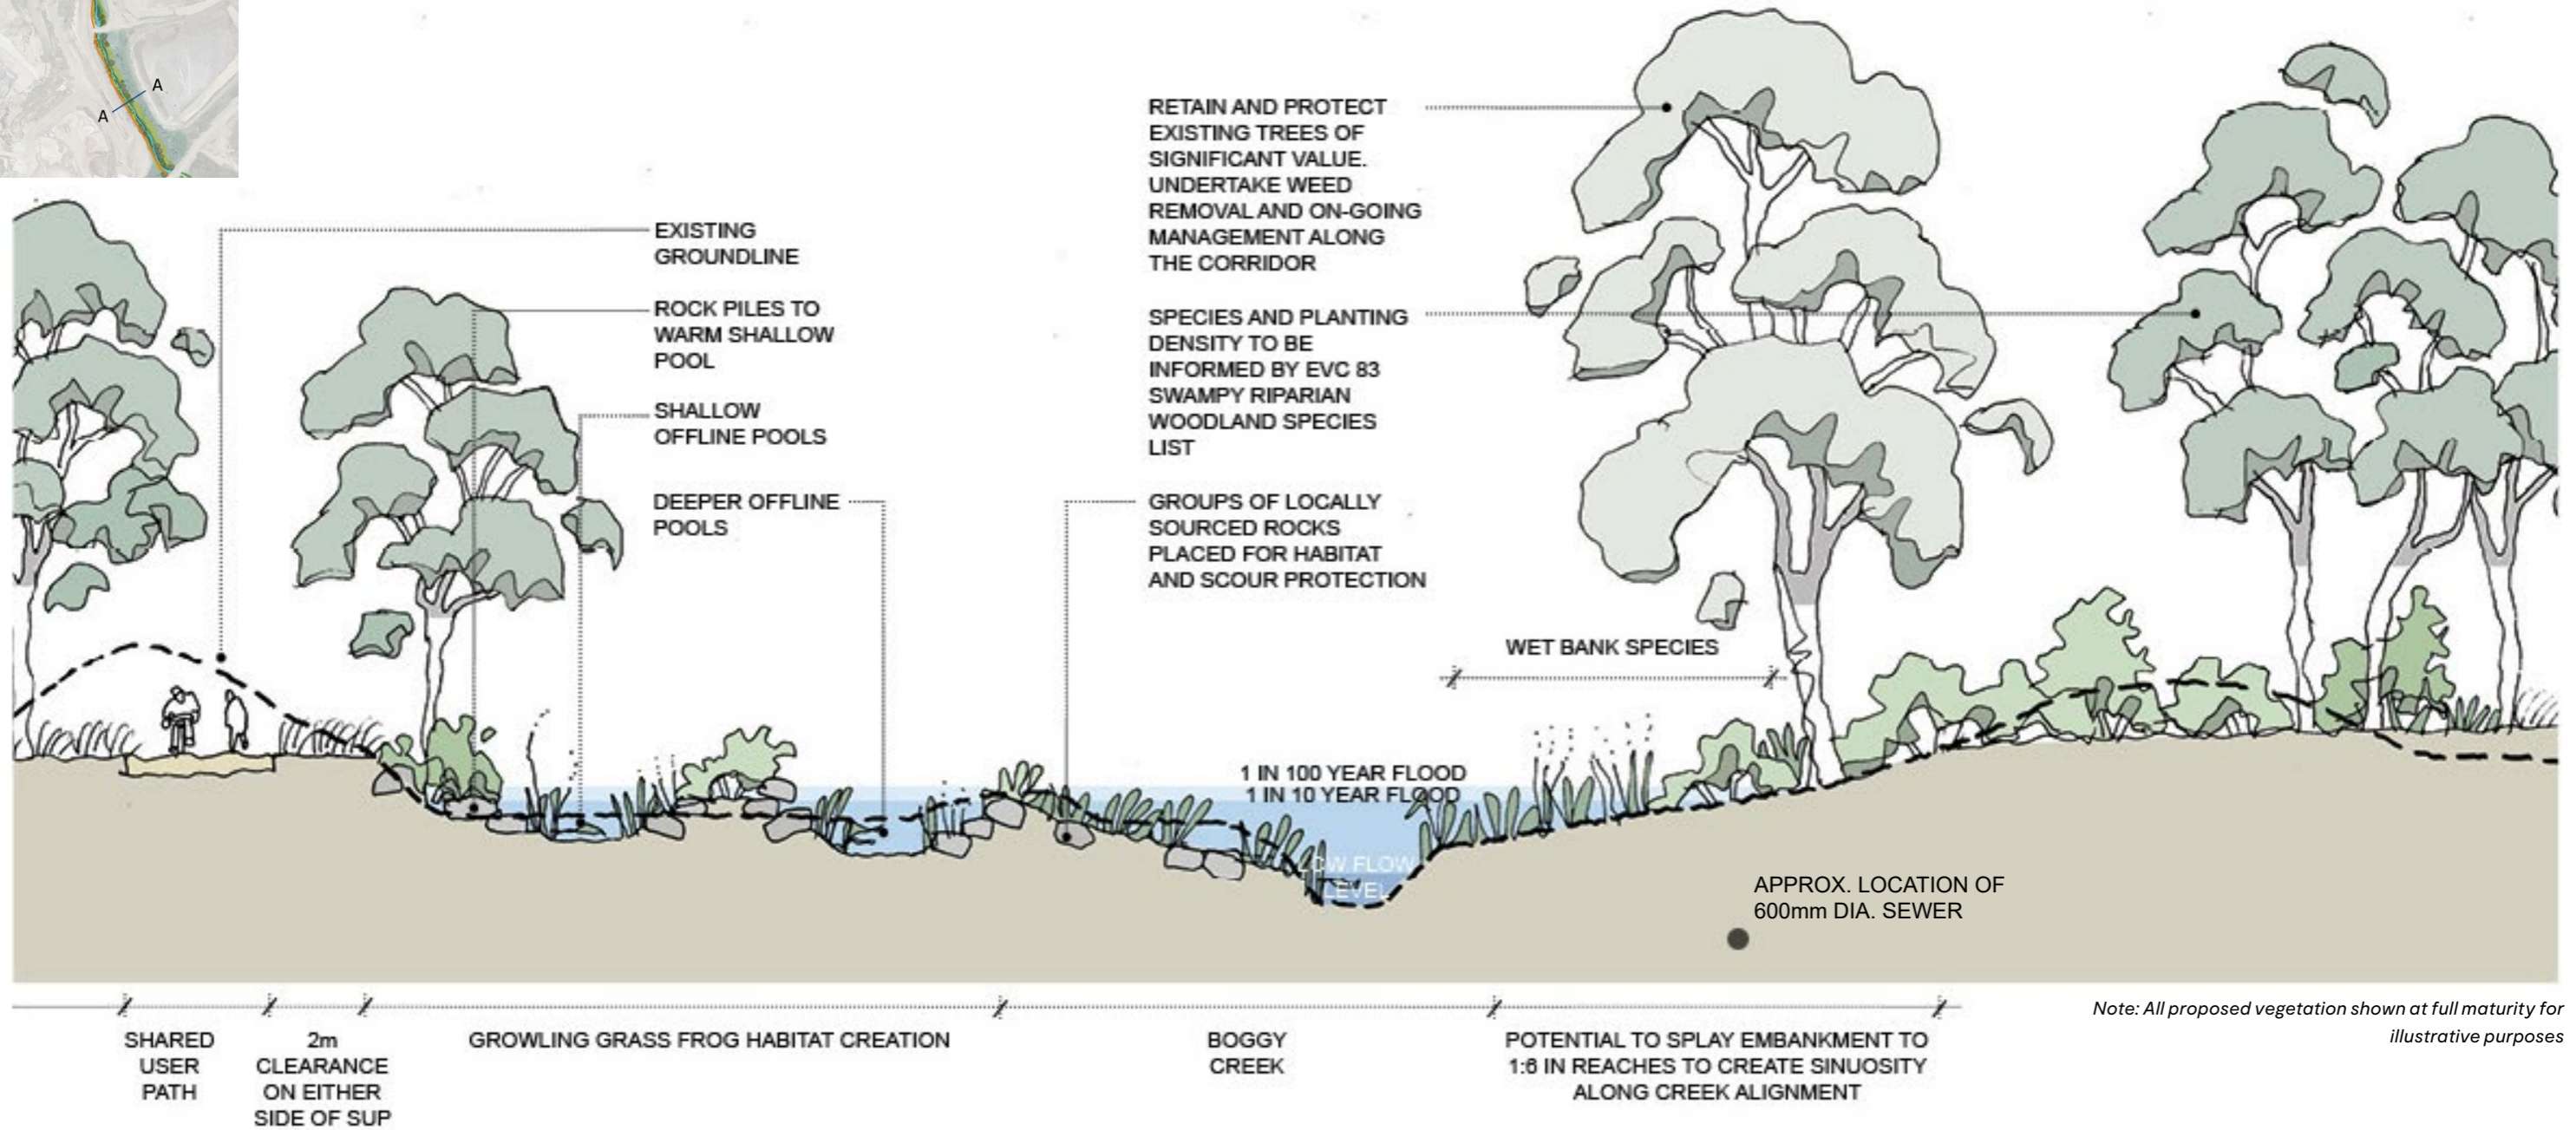 A
A
EXISTING
GROUNDLINE
ROCK PILES TO
WARM SHALLOW
POOL
SHALLOW
OFFLINE POOLS
DEEPER OFFLINE
POOLS
RETAIN AND PROTECT
EXISTING TREES OF
SIGNIFICANT VALUE.
UNDERTAKE WEED
REMOVAL AND ON-GOING
MANAGEMENT ALONG
THE CORRIDOR
SPECIES AND PLANTING
DENSITY TO BE
INFORMED BY EVC 83
SWAMPY RIPARIAN
WOODLAND SPECIES
LIST
GROUPS OF LOCALLY
SOURCED ROCKS
PLACED FOR HABITAT
AND SCOUR PROTECTION
WET BANK SPECIES
1 IN 100 YEAR FLOOD
1 IN 10 YEAR FLOOD
LOW FLOW
LEVEL
APPROX. LOCATION OF
600mm DIA. SEWER
SHARED
USER
PATH
2m
CLEARANCE
ON EITHER
SIDE OF SUP
GROWLING GRASS FROG HABITAT CREATION
BOGGY
CREEK
POTENTIAL TO SPLAY EMBANKMENT TO
1:6 IN REACHES TO CREATE SINUOSITY
ALONG CREEK ALIGNMENT
Note: All proposed vegetation shown at full maturity for
illustrative purposes